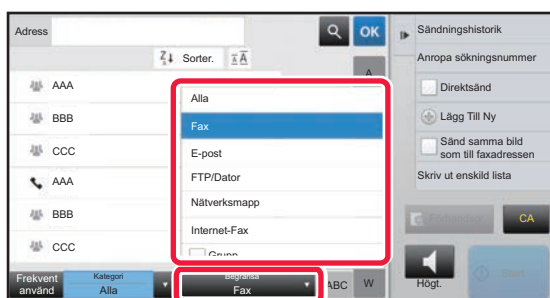 Adress
OK
Sändningshistorik
Sorter.
Anropa sökningsnummer
A
AAA
Alla
Direktsänd
BBB
Fax
Lägg Till Ny
CCC
E-post
Sänd samma bild
som till faxadressen
AAA
FTP/Dator
Skriv ut enskild lista
BBB
Nätverksmapp
Internet-Fax
CA
CCC
Grupp
Frekvent
använd
Kategori
Alla
Begränsa
Fax
ABC
W
Högt.
Start